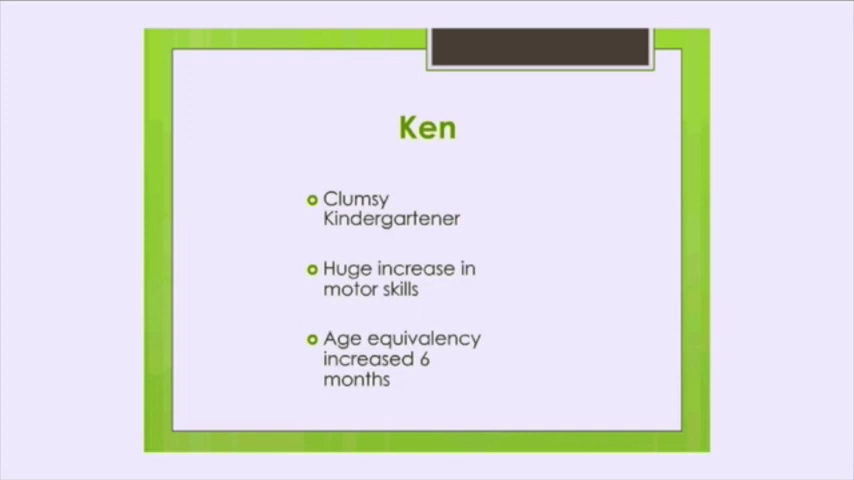 Ken
Clumsy
Kindergartener
Huge increase in
motor skills
Age equivalency
increased 6
months